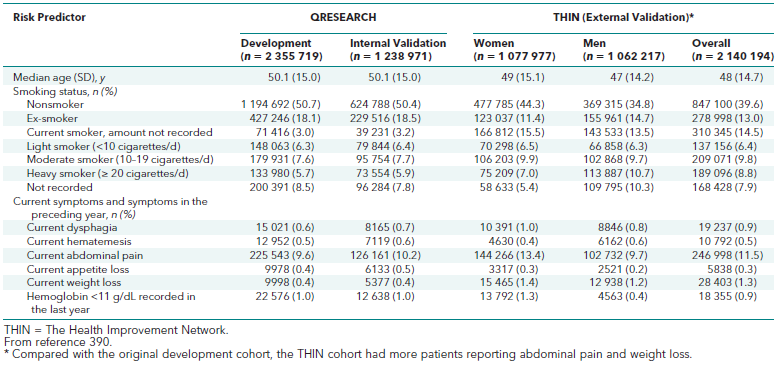 Risk Predictor QRESEARCH THIN (External Validation)*
Development Internal Validation Women Men Overall
(n = 2 355 719) (n = 1 238 971) (n = 1 077 977) (n = 1 062 217) (n = 2 140 194)
Median age (SD), y 50.1 (15.0) 50.1 (15.0) 49 (15.1) 47 (14.2) 48 (14.7)
Smoking status, n (%)
Nonsmoker 1 194 692 (50.7) 624 788 (50.4) 477 785 (44.3) 369 315 (34.8) 847 100 (39.6)
Ex-smoker 427 246 (18.1) 229 516 (18.5) 123 037 (11.4) 155 961 (14.7) 278 998 (13.0)
Current smoker, amount not recorded 71 416 (3.0) 39 231 (3.2) 166 812 (15.5) 143 533 (13.5) 310 345 (14.5)
Light smoker (<10 cigarettes/d) 148 063 (6.3) 79 844 (6.4) 70 298 (6.5) 66 858 (6.3) 137 156 (6.4)
Moderate smoker (10-19 cigarettes/d) 179 931 (7.6) 95 754 (7.7) 106 203 (9.9) 102 868 (9.7) 209 071 (9.8)
Heavy smoker (≥ 20 cigarettes/d) 133 980 (5.7) 73 554 (5.9) 75 209 (7.0) 113 887 (10.7) 189 096 (8.8)
Not recorded 200 391 (8.5) 96 284 (7.8) 58 633 (5.4) 109 795 (10.3) 168 428 (7.9)
Current symptoms and symptoms in the
preceding year, n (%)
Current dysphagia 15 021 (0.6) 8165 (0.7) 10 391 (1.0) 8846 (0.8) 19 237 (0.9)
Current hematemesis 12 952 (0.5) 7119 (0.6) 4630 (0.4) 6162 (0.6) 10 792 (0.5)
Current abdominal pain 225 543 (9.6) 126 161 (10.2) 144 266 (13.4) 102 732 (9.7) 246 998 (11.5)
Current appetite loss 9978 (0.4) 6133 (0.5) 3317 (0.3) 2521 (0.2) 5838 (0.3)
Current weight loss 9998 (0.4) 5377 (0.4) 15 465 (1.4) 12 938 (1.2) 28 403 (1.3)
Hemoglobin <11 g/dL recorded in 22 576 (1.0) 12 638 (1.0) 13 792 (1.3) 4563 (0.4) 18 355 (0.9)
the last year
THIN = The Health Improvement Network.
From reference 390.
* Compared with the original development cohort, the THIN cohort had more patients reporting abdominal pain and weight loss.